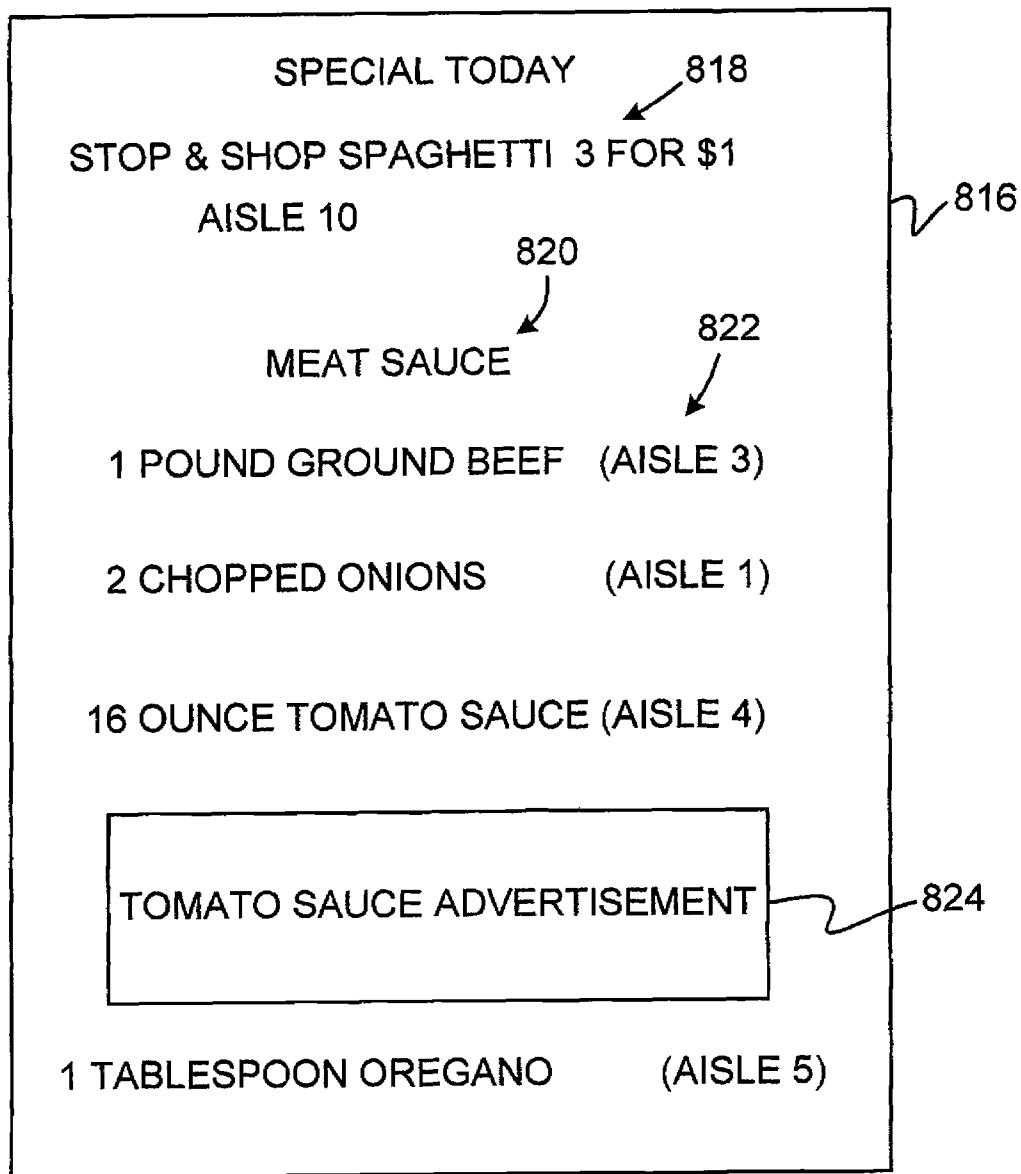 SPECIAL TODAY 818
STOP & SHOP SPAGHETTI 3 FOR $1
AISLE 10
816
820
MEAT SAUCE
822
1 POUND GROUND BEEF (AISLE 3)
2 CHOPPED ONIONS (AISLE 1)
16 OUNCE TOMATO SAUCE (AISLE 4)
TOMATO SAUCE ADVERTISEMENT
824
1 TABLESPOON OREGANO (AISLE 5)